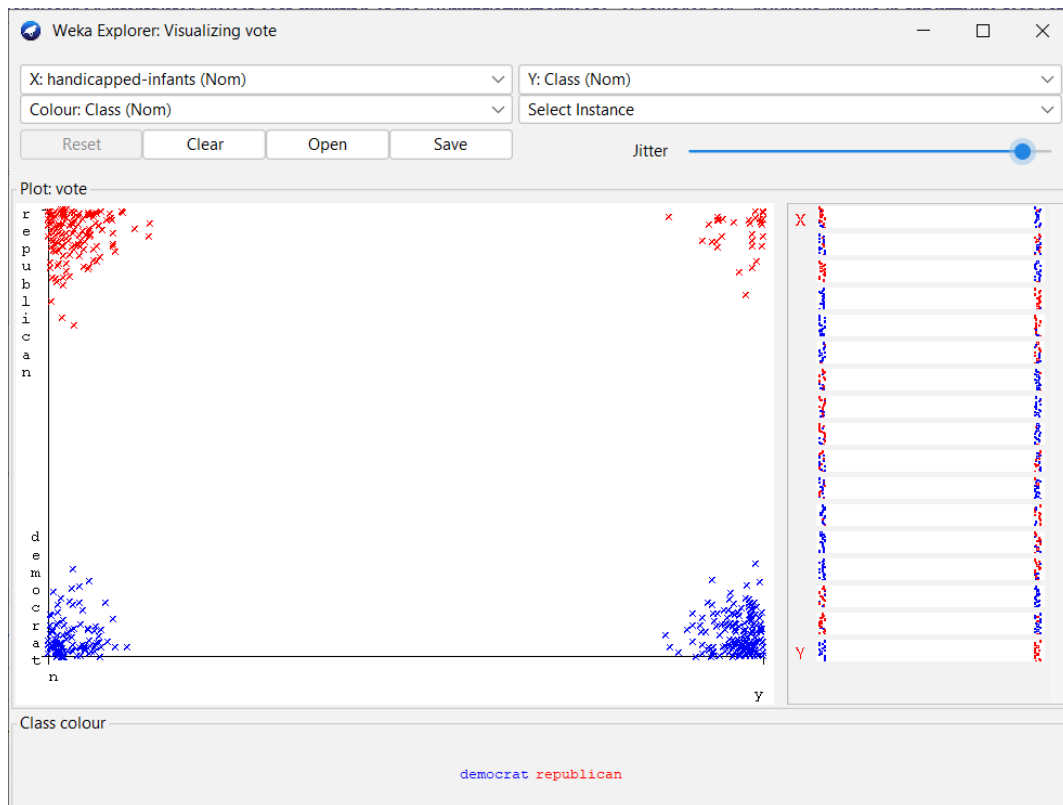 Weka Explorer: Visualizing vote
X: handicapped-infants (Nom)
Y: Class (Nom)
Colour: Class (Nom)
Select Instance
Reset
Clear
Open
Save
Jitter
Plot: vote
republican
democrat
n
y
X
Y
Class colour
democrat republican